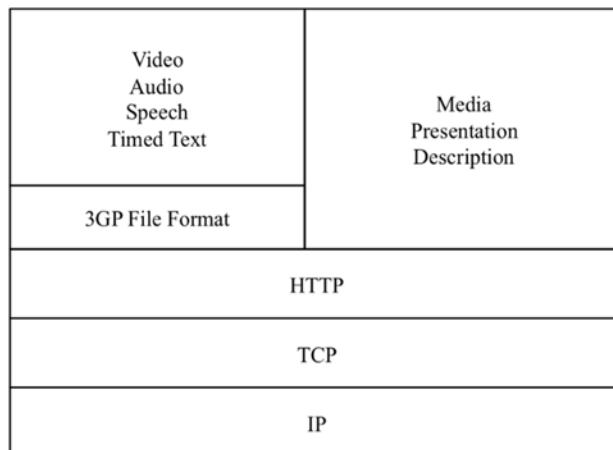 Video
Audio
Speech
Timed Text
Media
Presentation
Description
3GP File Format
HTTP
TCP
IP